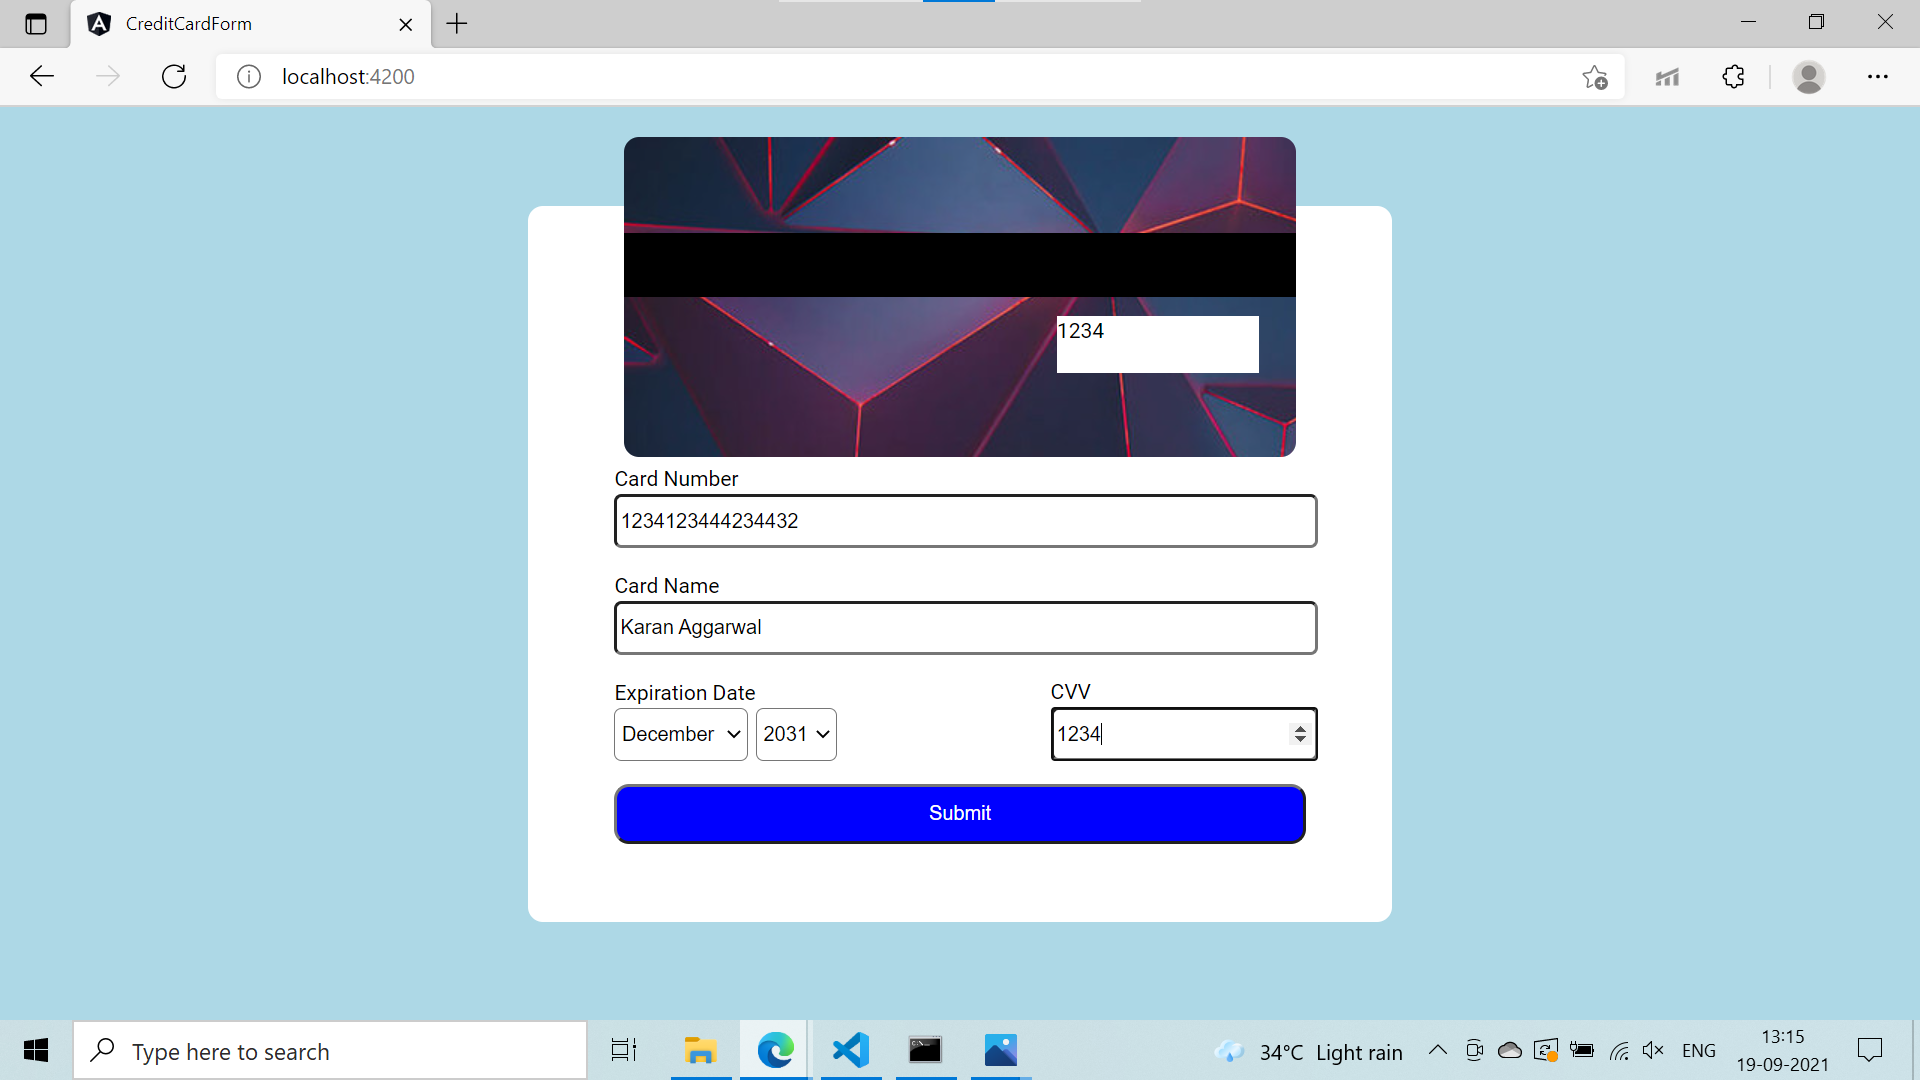 CreditCardForm
localhost:4200
1234
Card Number
1234123444234432
Card Name
Karan Aggarwal
Expiration Date
CVV
December
2031
1234
Submit
Type here to search
34°C Light rain
ENG
13:15
19-09-2021